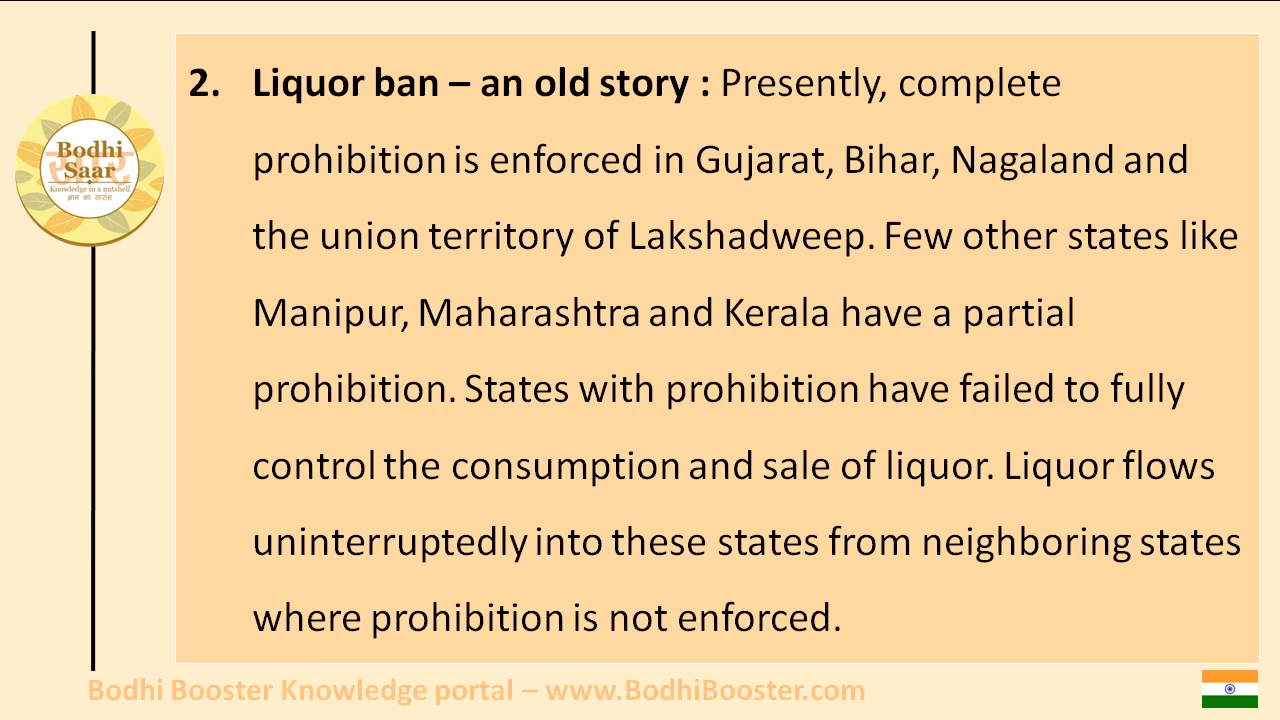 2. Liquor ban – an old story : Presently, complete
prohibition is enforced in Gujarat, Bihar, Nagaland and
the union territory of Lakshadweep. Few other states like
Manipur, Maharashtra and Kerala have a partial
prohibition. States with prohibition have failed to fully
control the consumption and sale of liquor. Liquor flows
uninterruptedly into these states from neighboring states
where prohibition is not enforced.
Bodhi
Saar
Knowledge in a nutshell
ज्ञान का सारांश
Bodhi Booster Knowledge portal – www.BodhiBooster.com